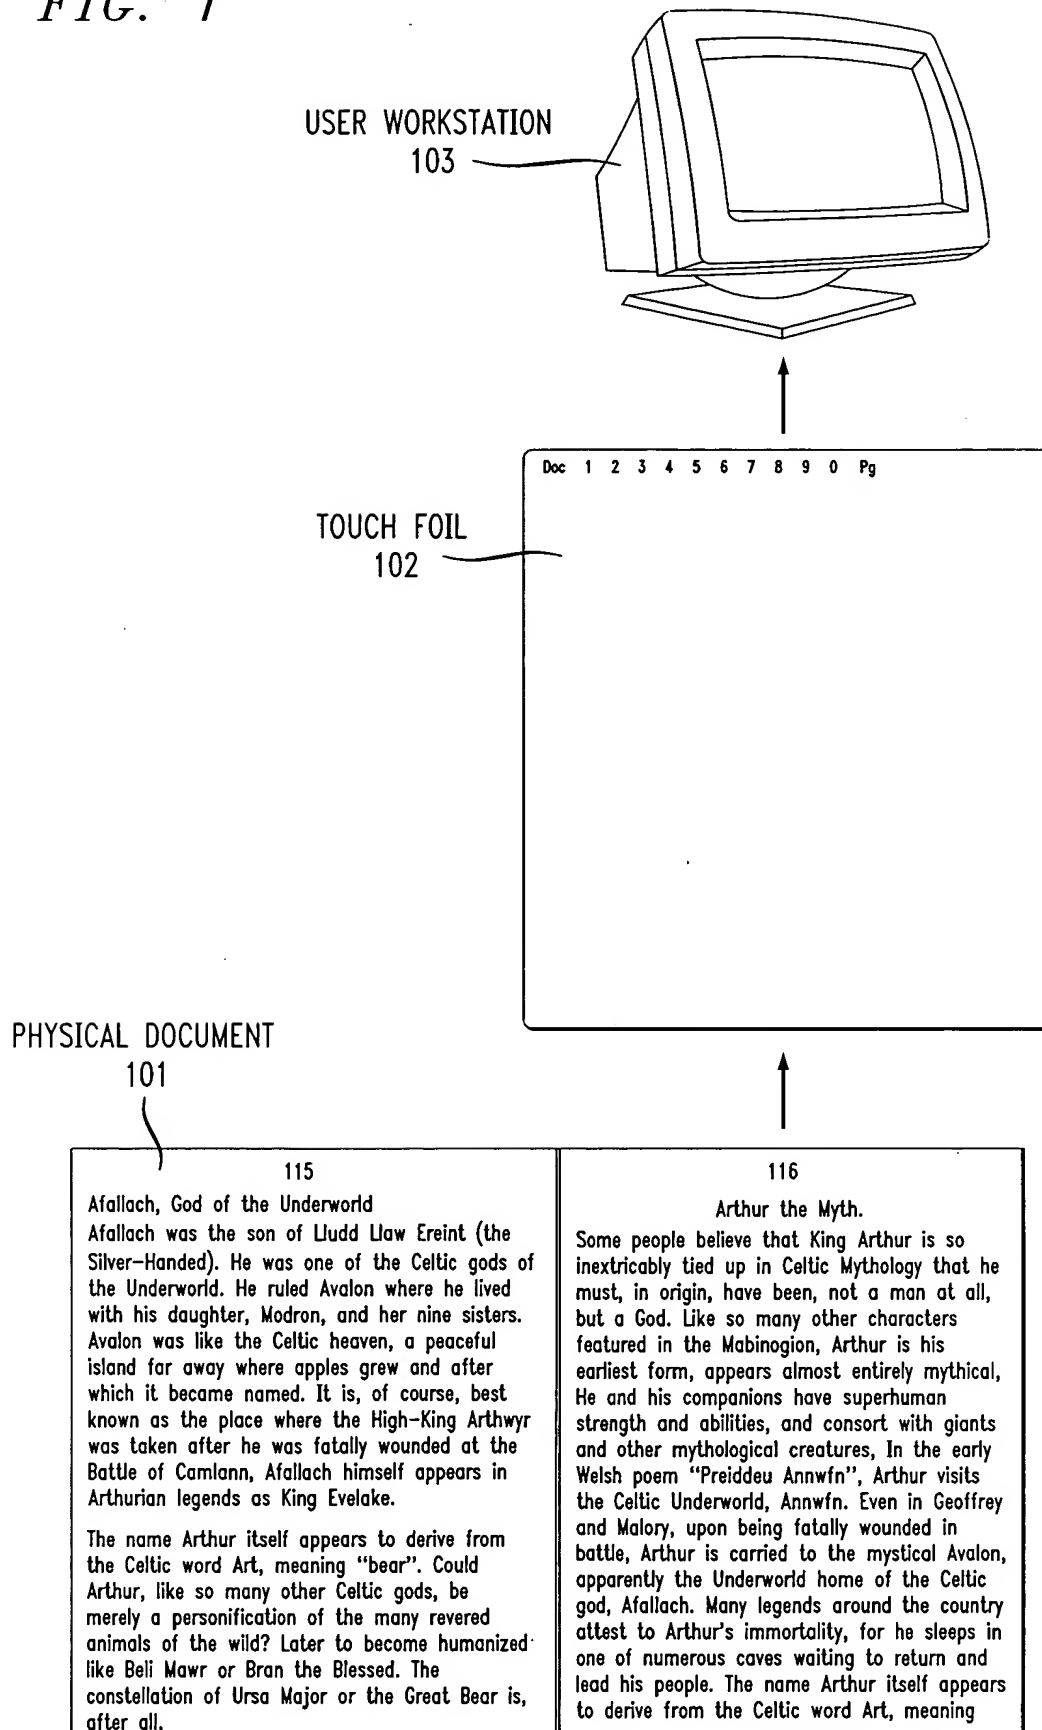 FIG. 1
USER WORKSTATION
103
Doc 1 2 3 4 5 6 7 8 9 0 Pg
TOUCH FOIL
102
PHYSICAL DOCUMENT
101
115
Afallach, God of the Underworld
Afallach was the son of Lludd Llaw Ereint (the
Silver-Handed). He was one of the Celtic gods of
the Underworld. He ruled Avalon where he lived
with his daughter, Modron, and her nine sisters.
Avalon was like the Celtic heaven, a peaceful
island far away where apples grew and after
which it became named. It is, of course, best
known as the place where the High-King Arthwyr
was taken after he was fatally wounded at the
Battle of Camlann, Afallach himself appears in
Arthurian legends as King Evelake.
The name Arthur itself appears to derive from
the Celtic word Art, meaning "bear". Could
Arthur, like so many other Celtic gods, be
merely a personification of the many revered
animals of the wild? Later to become humanized
like Beli Mawr or Bran the Blessed. The
constellation of Ursa Major or the Great Bear is,
after all.
116
Arthur the Myth.
Some people believe that King Arthur is so
inextricably tied up in Celtic Mythology that he
must, in origin, have been, not a man at all,
but a God. Like so many other characters
featured in the Mabinogion, Arthur is his
earliest form, appears almost entirely mythical,
He and his companions have superhuman
strength and abilities, and consort with giants
and other mythological creatures, In the early
Welsh poem "Preiddeu Annwfn", Arthur visits
the Celtic Underworld, Annwfn. Even in Geoffrey
and Malory, upon being fatally wounded in
battle, Arthur is carried to the mystical Avalon,
apparently the Underworld home of the Celtic
god, Afallach. Many legends around the country
attest to Arthur's immortality, for he sleeps in
one of numerous caves waiting to return and
lead his people. The name Arthur itself appears
to derive from the Celtic word Art, meaning